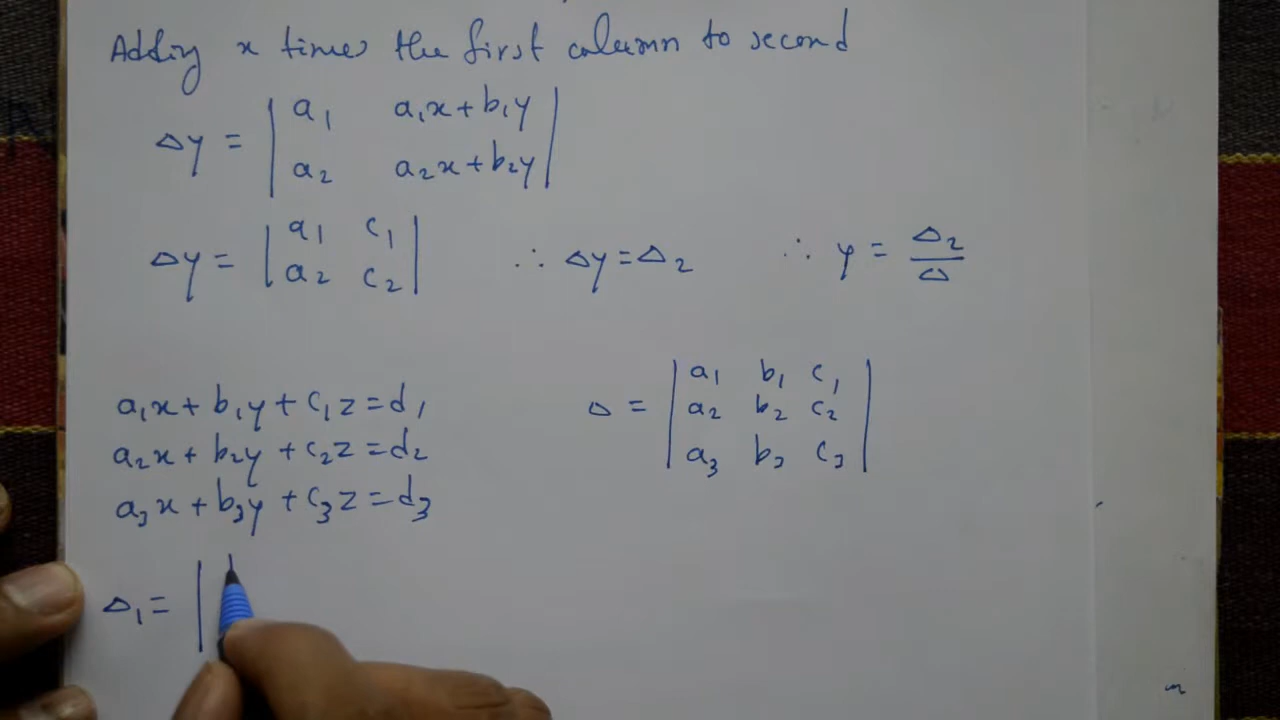 Adding x times the first column to second
Δy = | a₁ a₁x + b₁y |
| a₂ a₂x + b₂y |
Δy = | a₁ c₁ | ∴ Δy = Δ₂ ∴ y = Δ₂/Δ
| a₂ c₂ |
a₁x + b₁y + c₁z = d₁
a₂x + b₂y + c₂z = d₂
a₃x + b₃y + c₃z = d₃
Δ = | a₁ b₁ c₁ |
| a₂ b₂ c₂ |
| a₃ b₃ c₃ |
Δ₁ = |